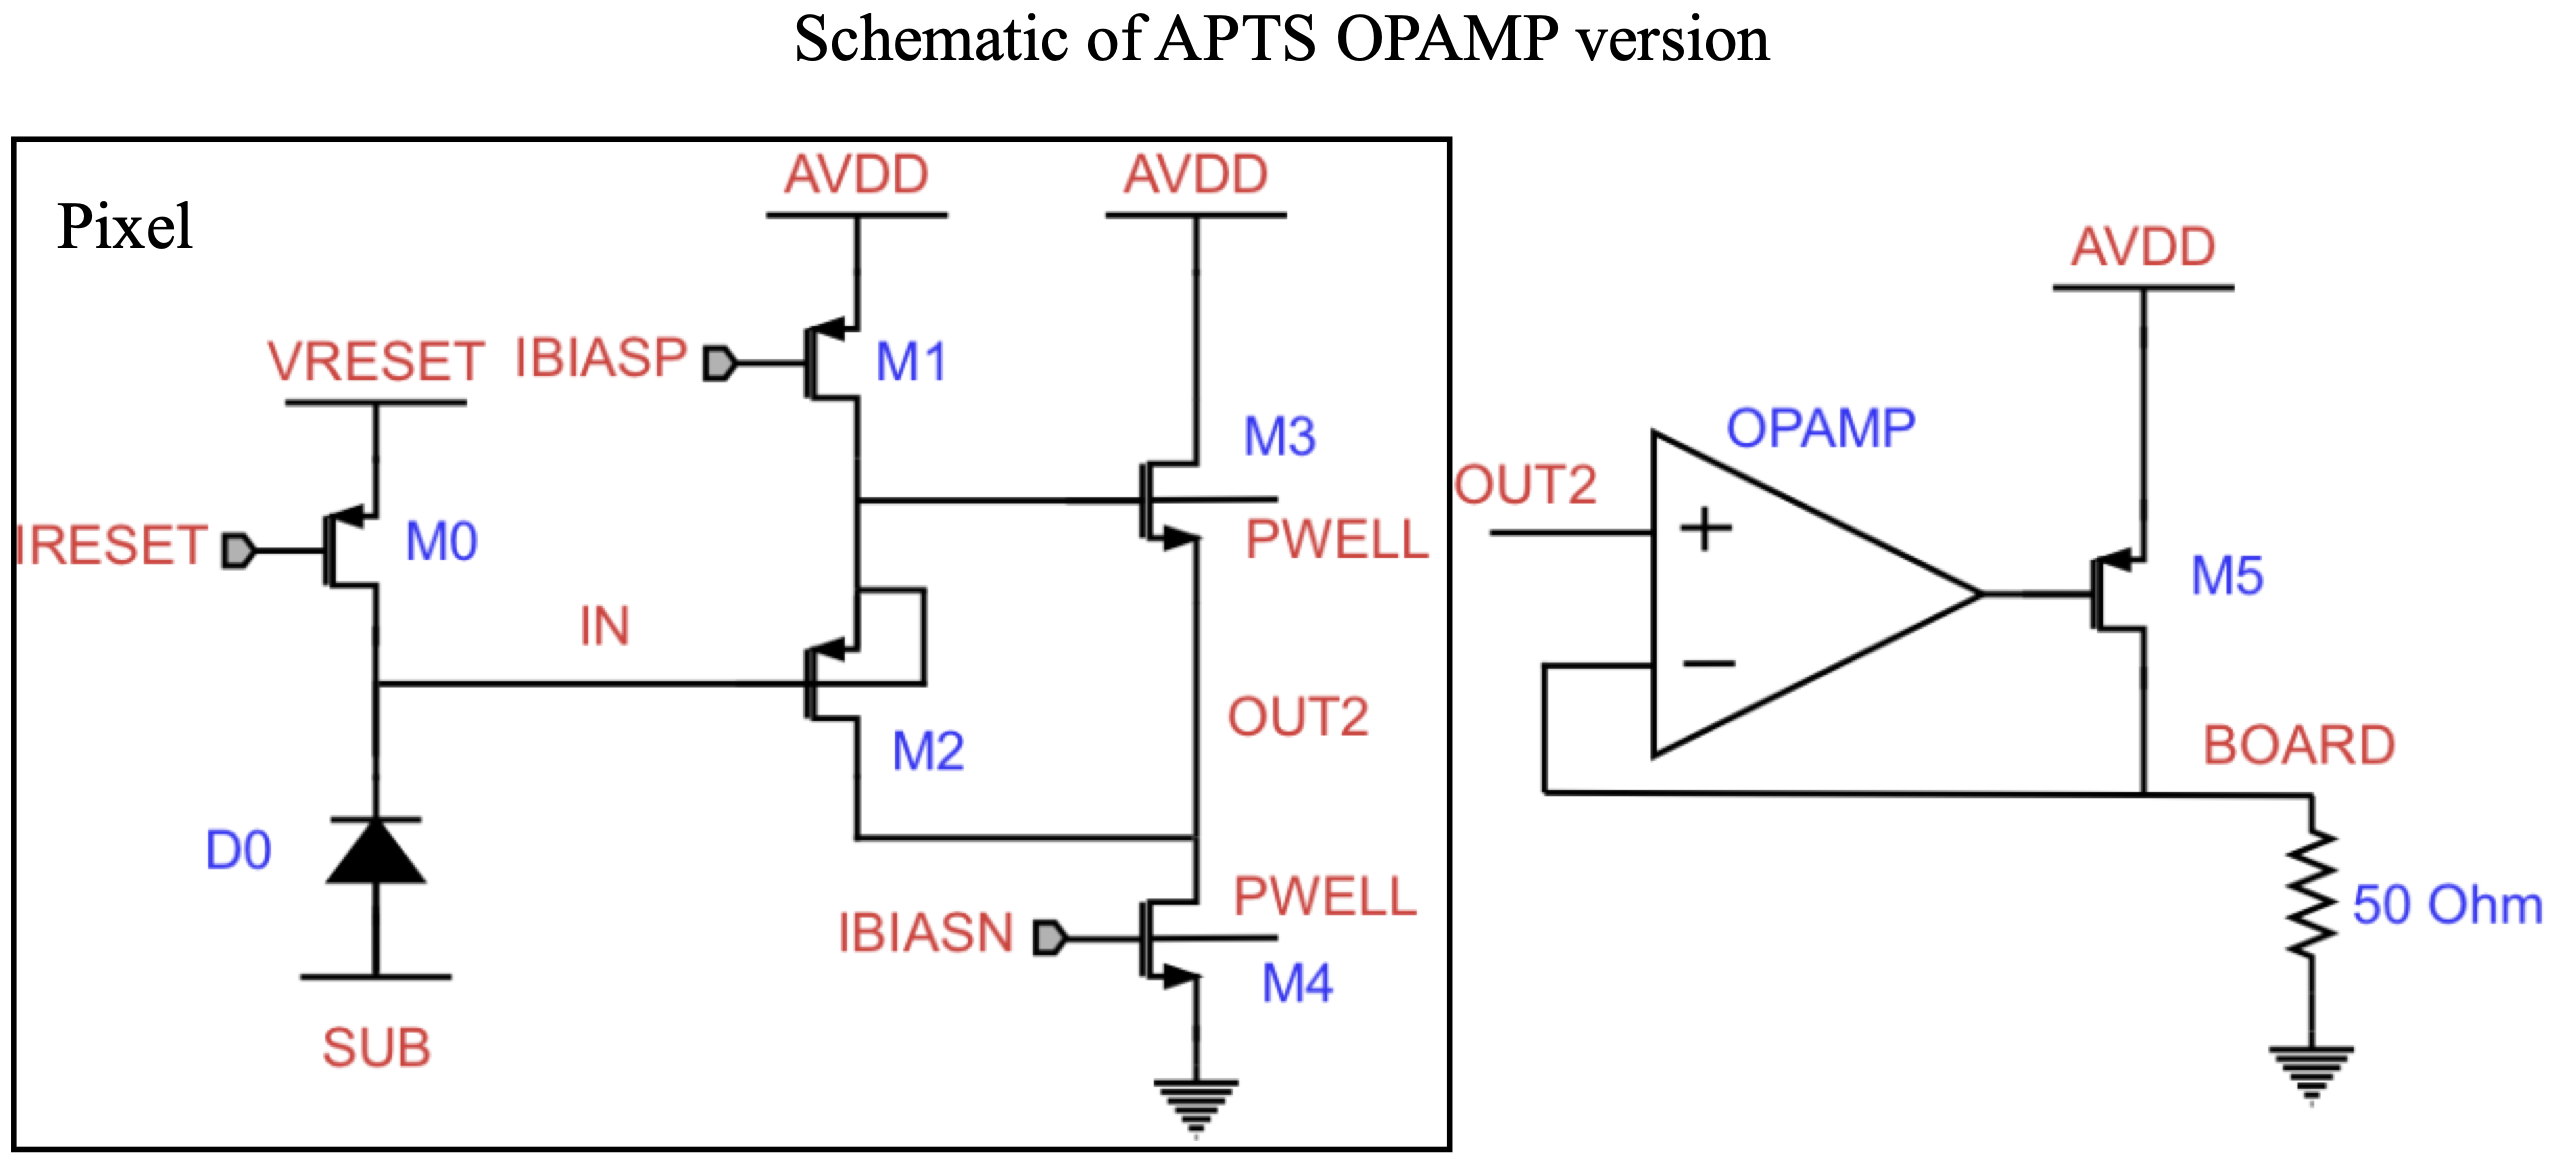 Schematic of APTS OPAMP version
Pixel
AVDD
AVDD
VRESET
IBIASP
M1
M3
IRESET
M0
PWELL
IN
M2
OUT2
D0
PWELL
IBIASN
M4
SUB
AVDD
OPAMP
OUT2
+
−
M5
BOARD
50 Ohm